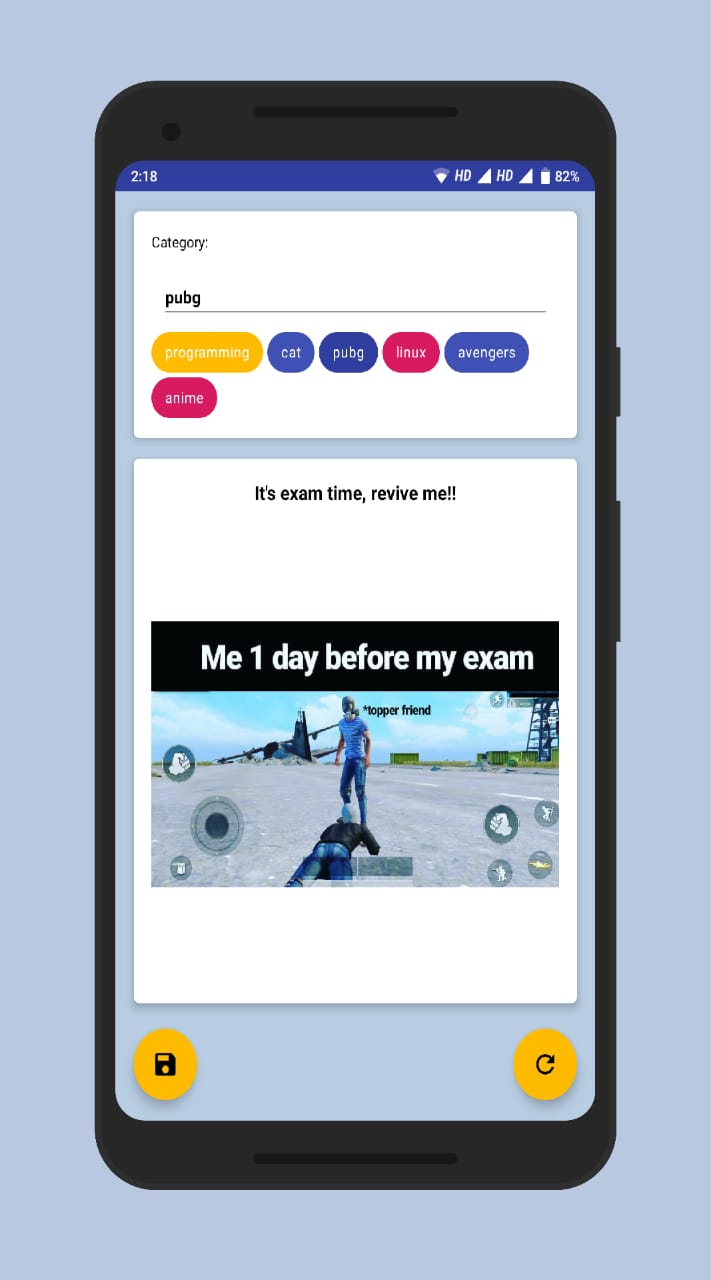 2:18 HD HD 82%
Category:
pubg
programming cat pubg linux avengers
anime
It's exam time, revive me!!
Me 1 day before my exam
*topper friend